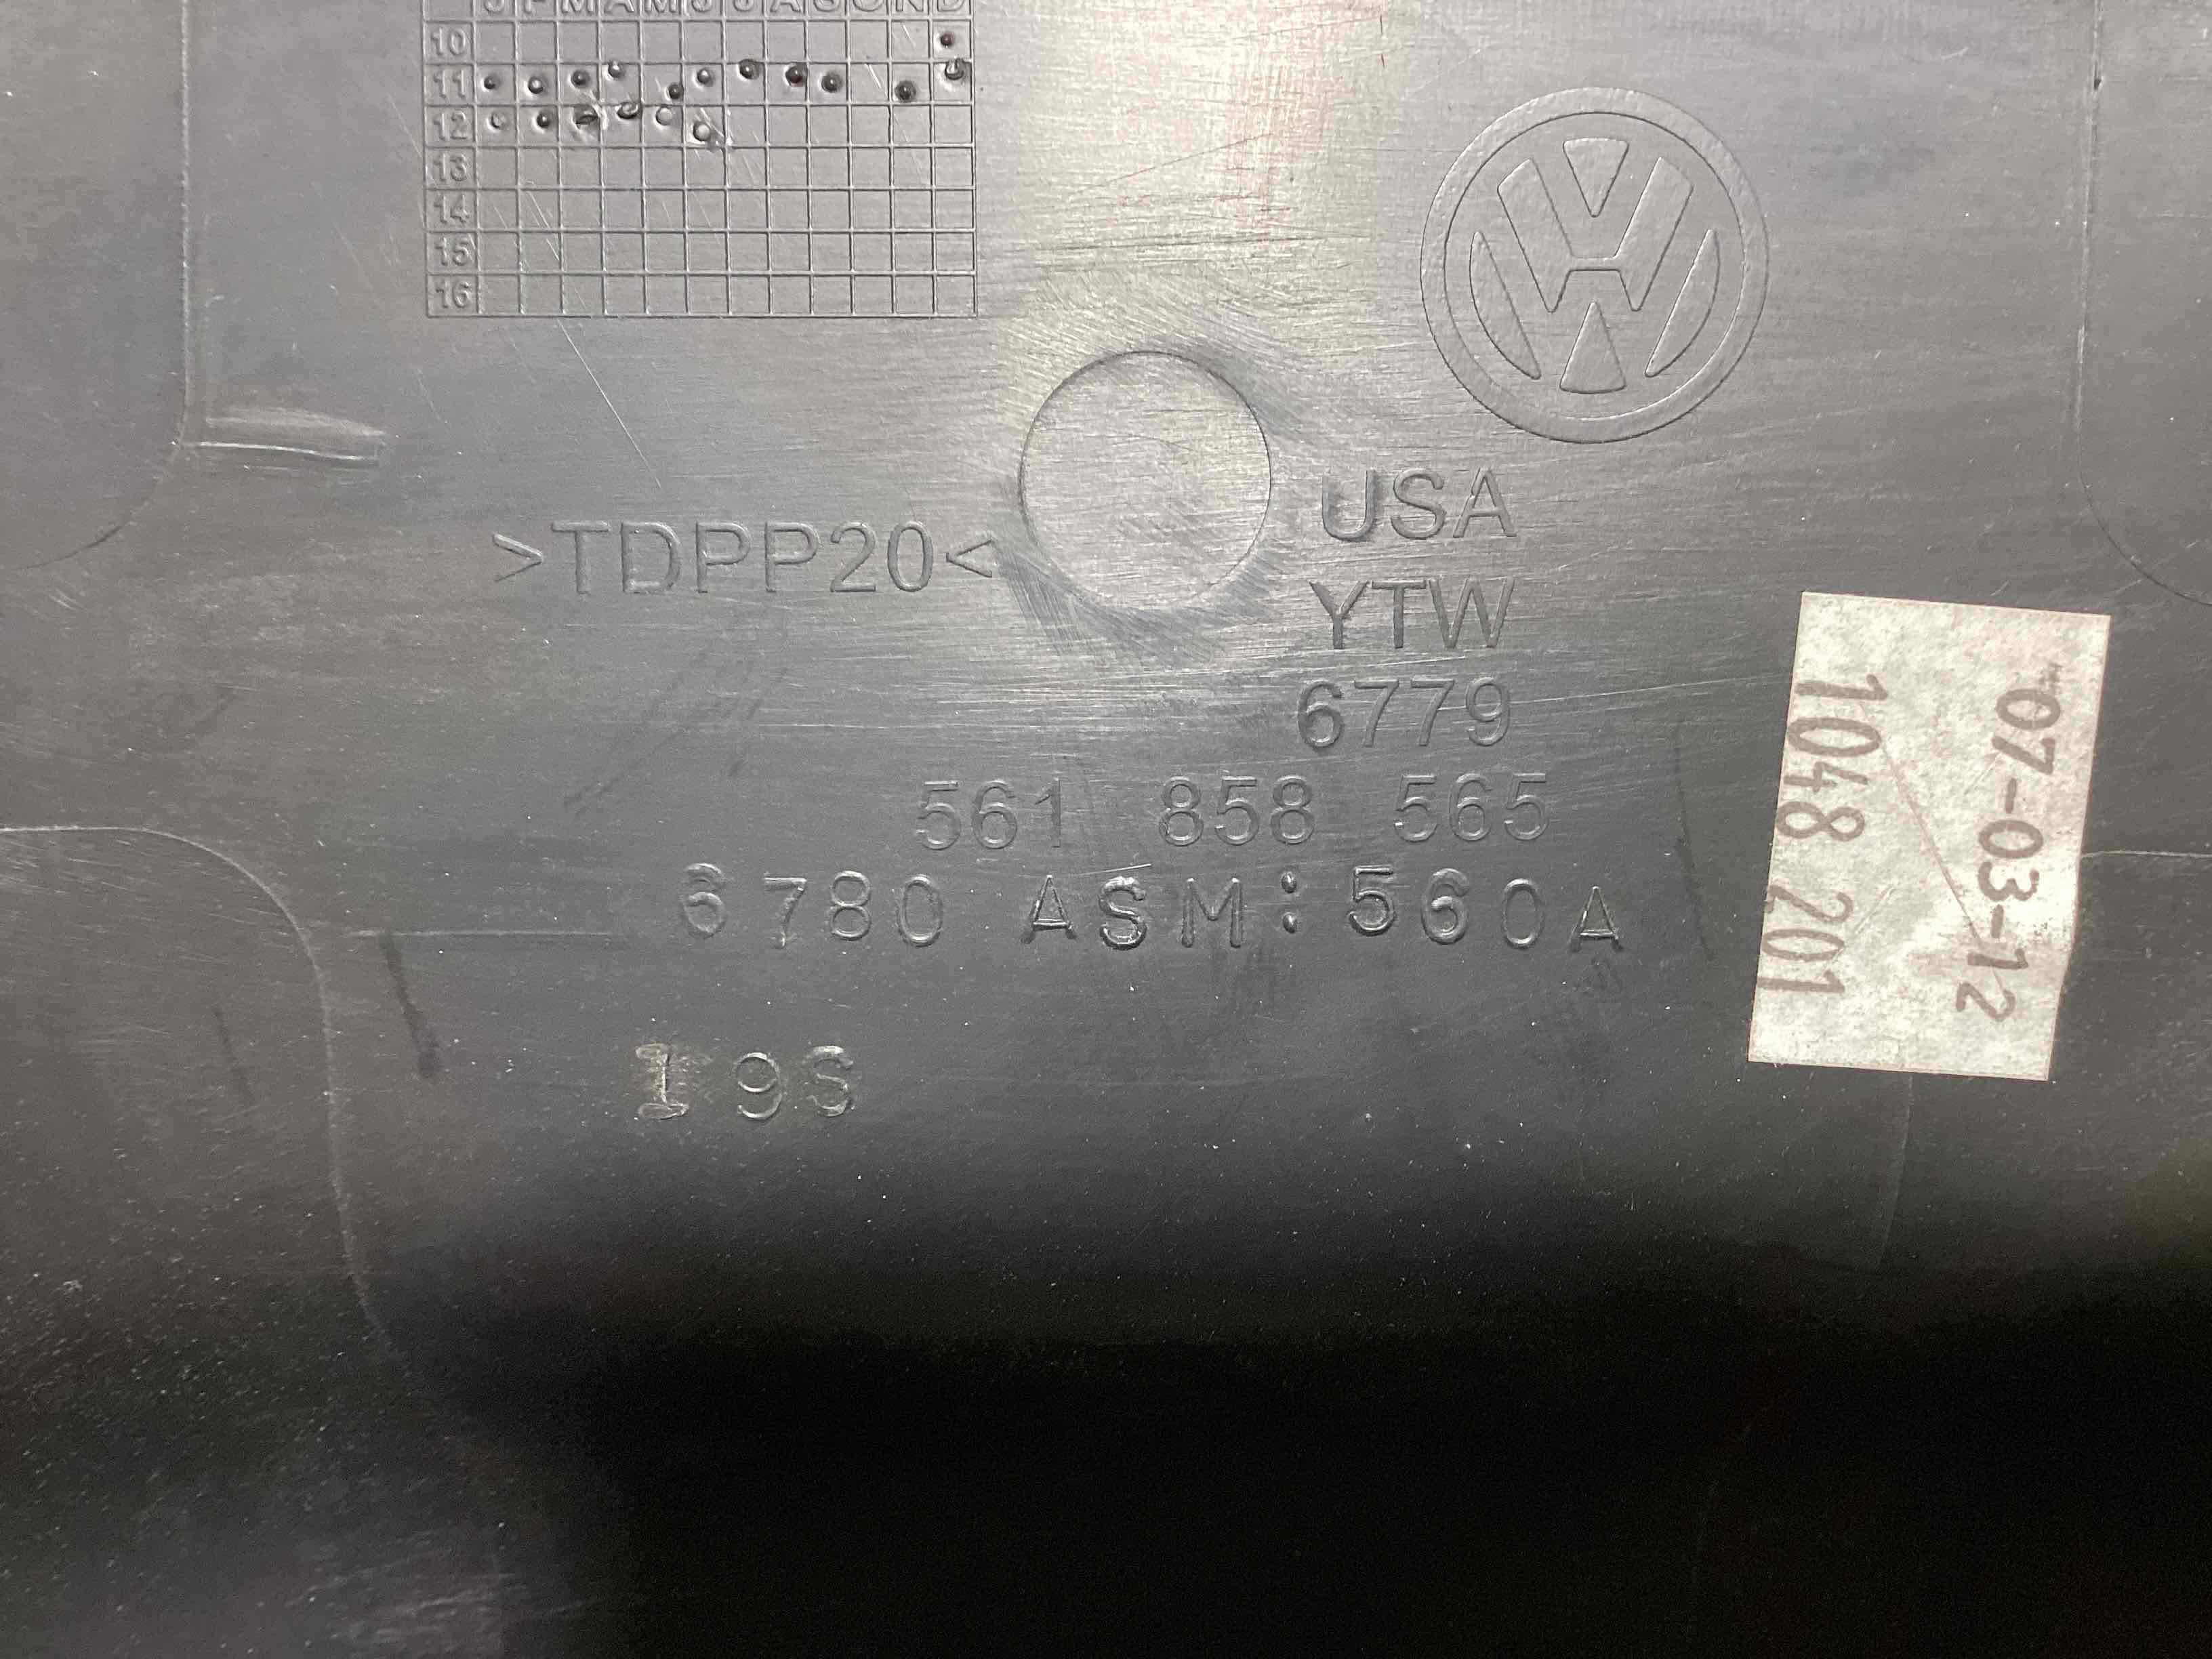 J F M A M J J A S O N D
10
11
12
13
14
15
16
>TDPP20<
USA
YTW
6779
561 858 565
6780 ASM:560A
19S
07-03-12
1048 201